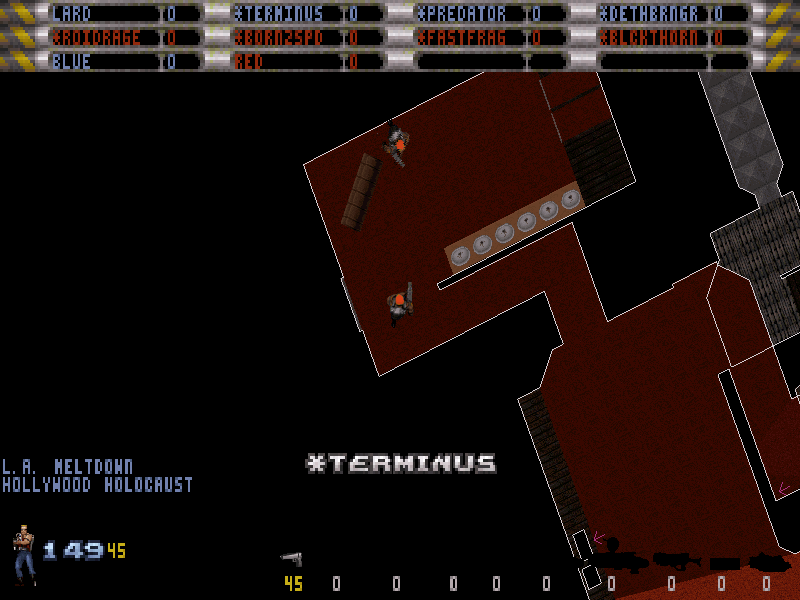 LARD 0 *TERMINUS 0 *PREDATOR 0 *DETHBRNGR 0
*ROIDRAGE 0 *BORN2SPD 0 *FASTFRAG 0 *BLCKTHORN 0
BLUE 0 RED 0
*TERMINUS
L.A. MELTDOWN
HOLLYWOOD HOLOCAUST
149 45
45 0 0 0 0 0 0 0 0 0